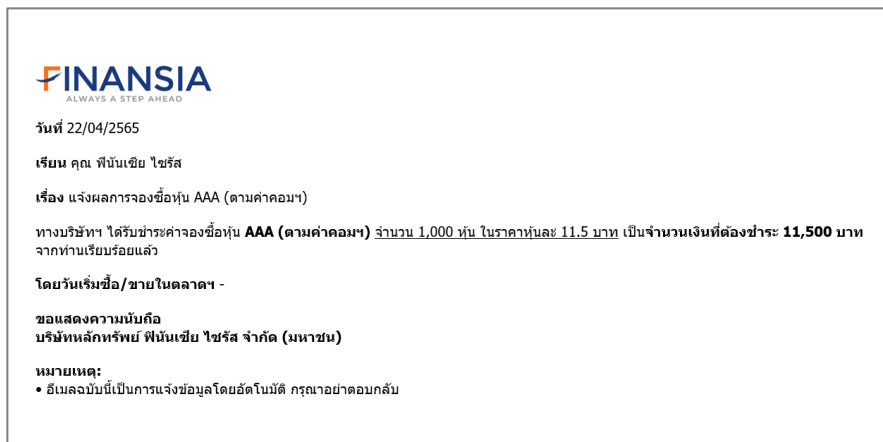 FINANSIA
ALWAYS A STEP AHEAD
วันที่ 22/04/2565
เรียน คุณ ฟีนันเซีย ไซรัส
เรื่อง แจ้งผลการจองซื้อหุ้น AAA (ตามค่าคอมฯ)
ทางบริษัทฯ ได้รับชำระค่าจองซื้อหุ้น AAA (ตามค่าคอมฯ) จำนวน 1,000 หุ้น ในราคาหุ้นละ 11.5 บาท เป็นจำนวนเงินที่ต้องชำระ 11,500 บาท
จากท่านเรียบร้อยแล้ว
โดยวันเริ่มซื้อ/ขายในตลาดฯ -
ขอแสดงความนับถือ
บริษัทหลักทรัพย์ ฟินันเซีย ไซรัส จำกัด (มหาชน)
หมายเหตุ:
• อีเมลฉบับนี้เป็นการแจ้งข้อมูลโดยอัตโนมัติ กรุณาอย่าตอบกลับ